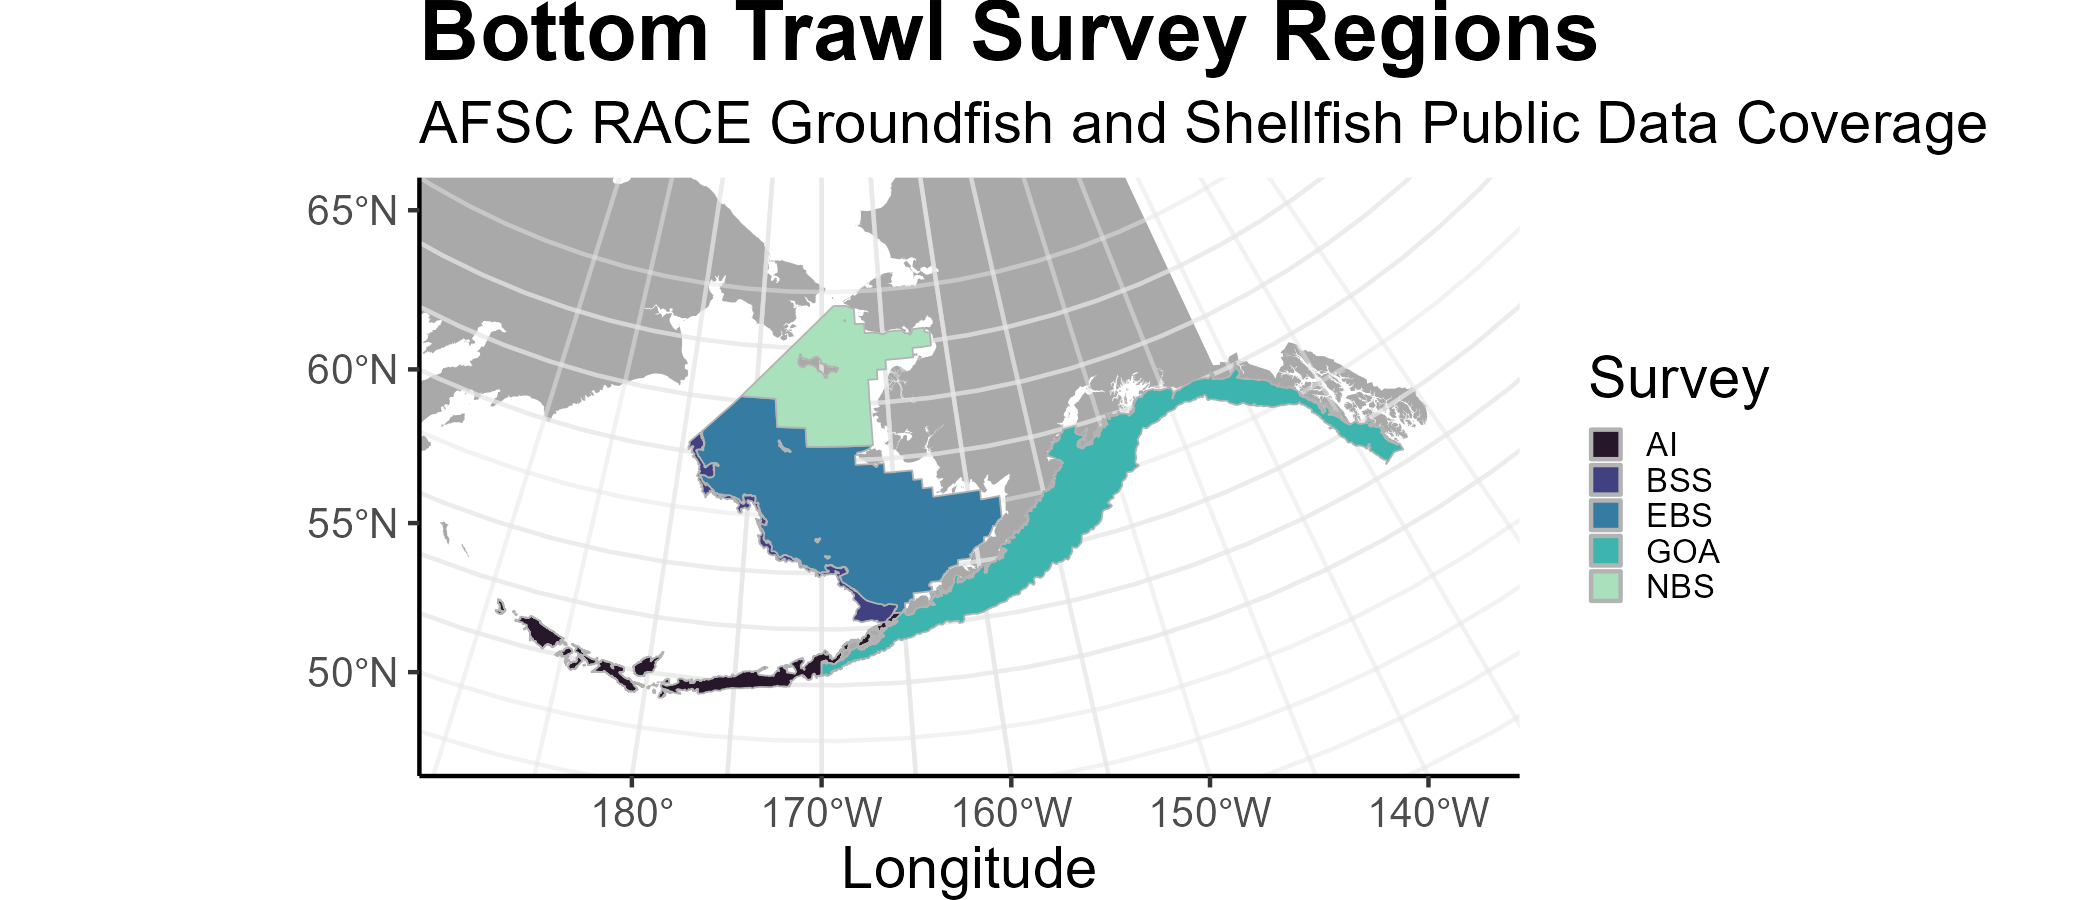 Bottom Trawl Survey Regions
AFSC RACE Groundfish and Shellfish Public Data Coverage
65°N
60°N
55°N
50°N
180°
170°W
160°W
150°W
140°W
Longitude
Survey
AI
BSS
EBS
GOA
NBS